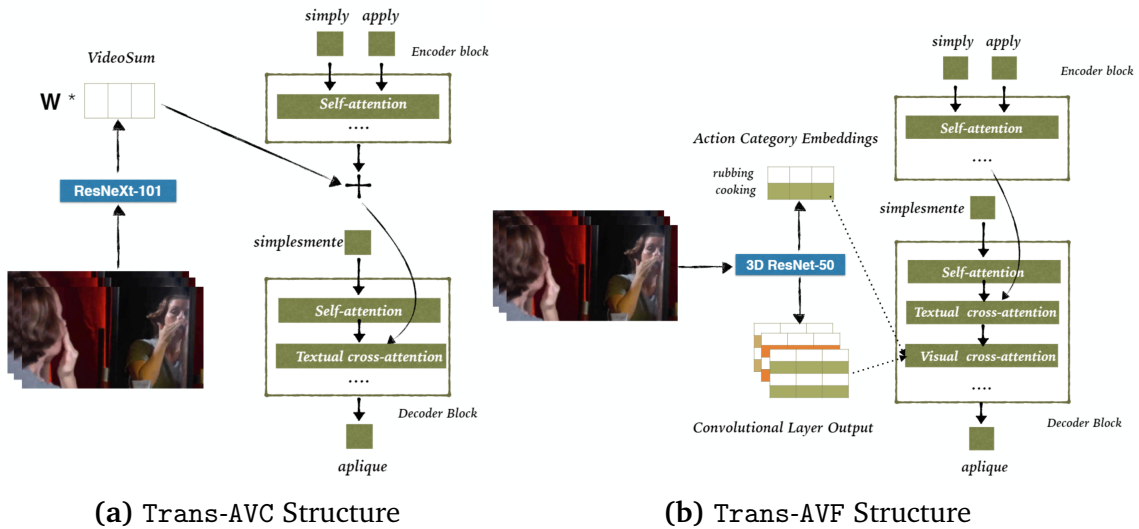 simply apply
VideoSum
Encoder block
W *
Self-attention
....
ResNeXt-101
simplesmente
Self-attention
Textual cross-attention
....
Decoder Block
aplique
(a) Trans-AVC Structure
simply apply
Encoder block
Self-attention
....
Action Category Embeddings
rubbing
cooking
simplesmente
3D ResNet-50
Self-attention
Textual cross-attention
Visual cross-attention
....
Convolutional Layer Output
Decoder Block
aplique
(b) Trans-AVF Structure